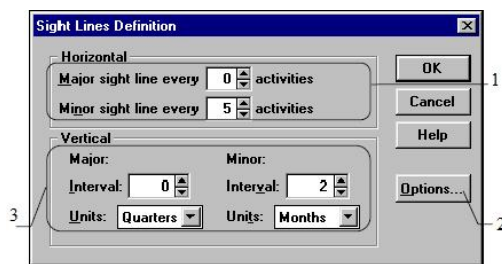 Sight Lines Definition
Horizontal
Major sight line every 0 activities
Minor sight line every 5 activities
Vertical
Major: Minor:
Interval: 0 Interval: 2
Units: Quarters Units: Months
OK
Cancel
Help
Options...
1
2
3